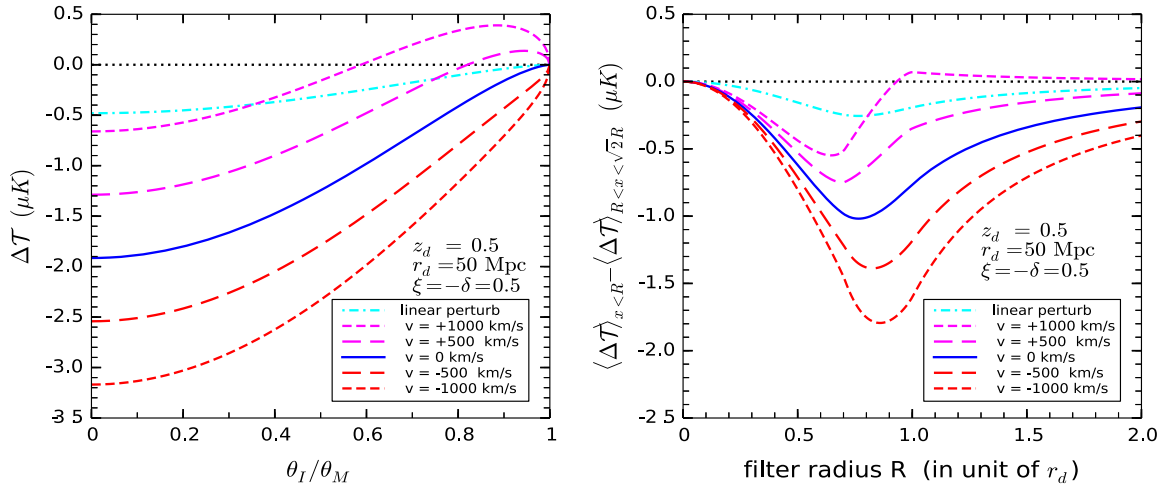 0.5
0.0
-0.5
-1.0
-1.5
-2.0
-2.5
-3.0
-3 5
0.0
0.2
0.4
0.6
0.8
1
ΔT (μK)
θ_I/θ_M
z_d = 0.5
r_d = 50 Mpc
ξ = −δ = 0.5
linear perturb
v = +1000 km/s
v = +500 km/s
v = 0 km/s
v = -500 km/s
v = -1000 km/s
0.5
0.0
-0.5
-1.0
-1.5
-2.0
-2 5
0
0.5
1.0
1.5
2.0
⟨ΔT⟩_{x<R} − ⟨ΔT⟩_{R<x<√2R} (μK)
filter radius R (in unit of r_d)
z_d = 0.5
r_d = 50 Mpc
ξ = −δ = 0.5
linear perturb
v = +1000 km/s
v = +500 km/s
v = 0 km/s
v = -500 km/s
v = -1000 km/s